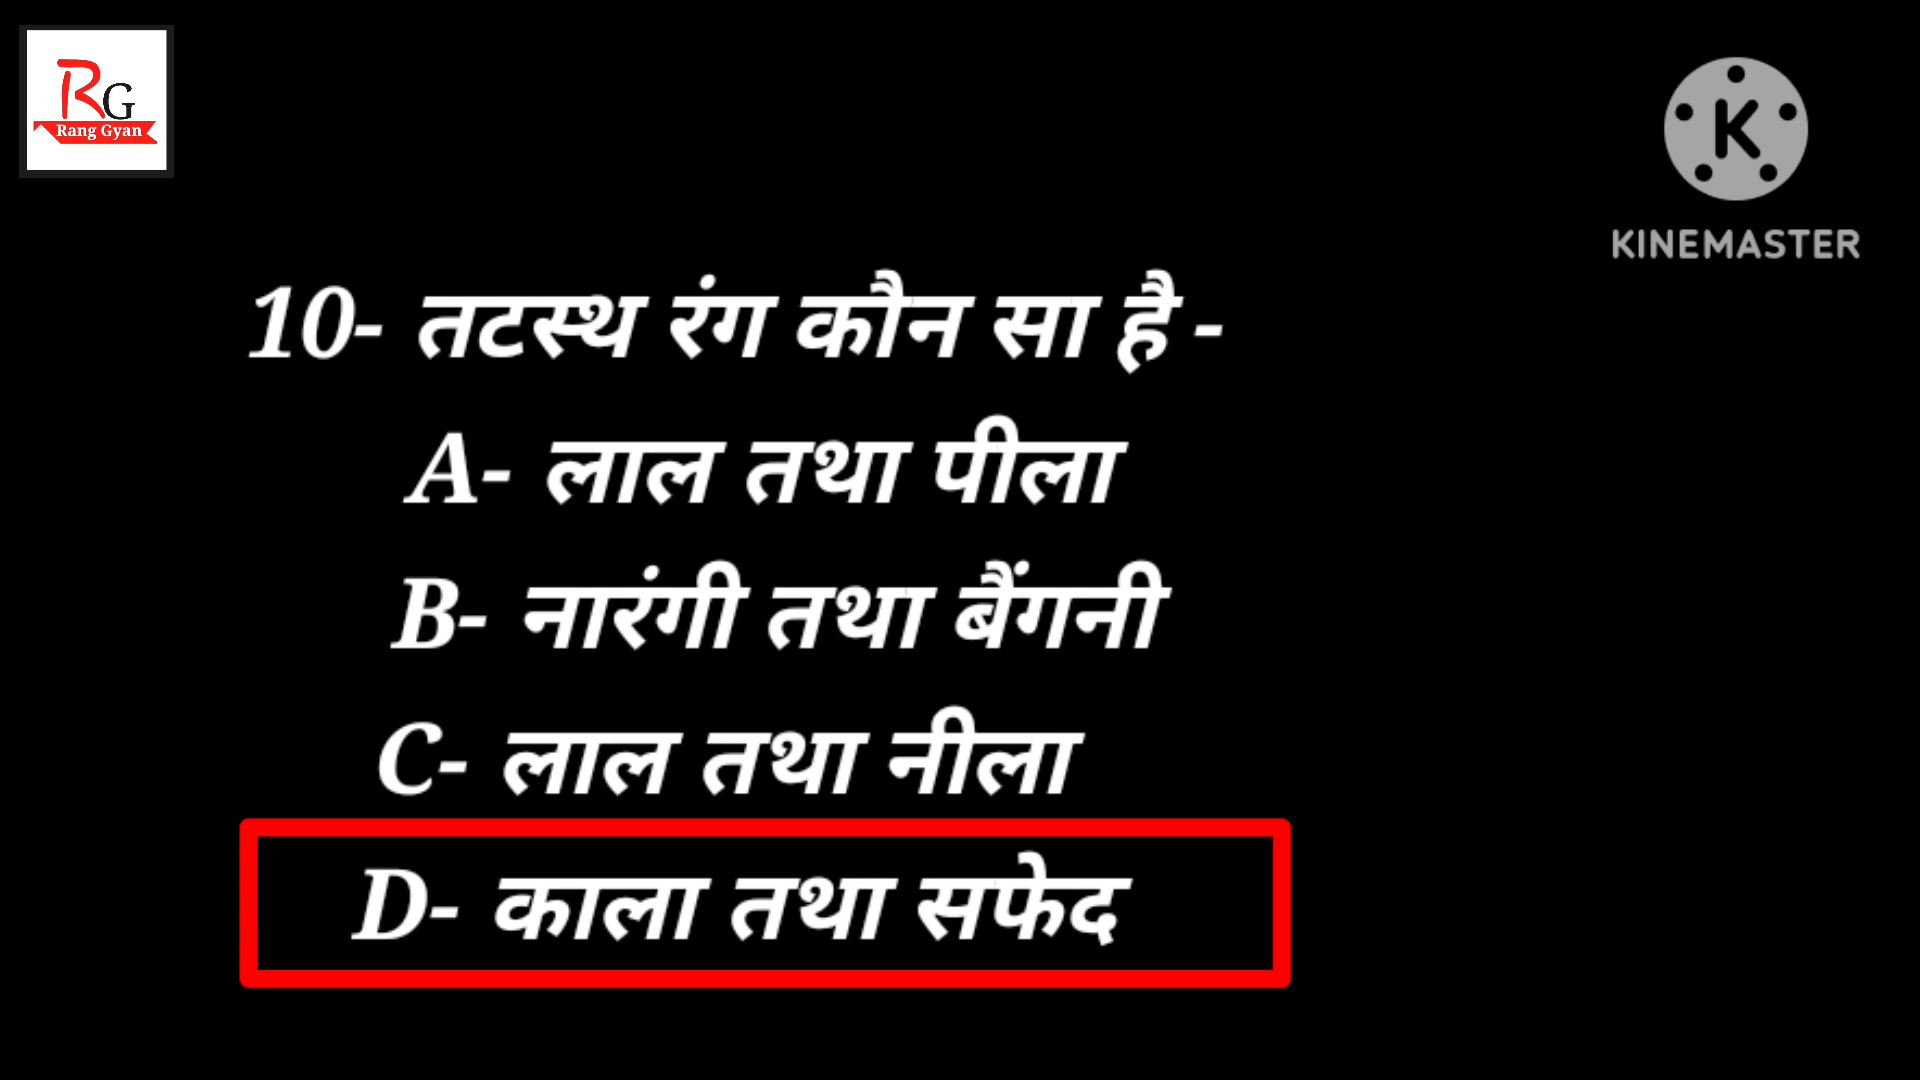 RG
Rang Gyan
K
KINEMASTER
10- तटस्थ रंग कौन सा है -
A- लाल तथा पीला
B- नारंगी तथा बैंगनी
C- लाल तथा नीला
D- काला तथा सफेद